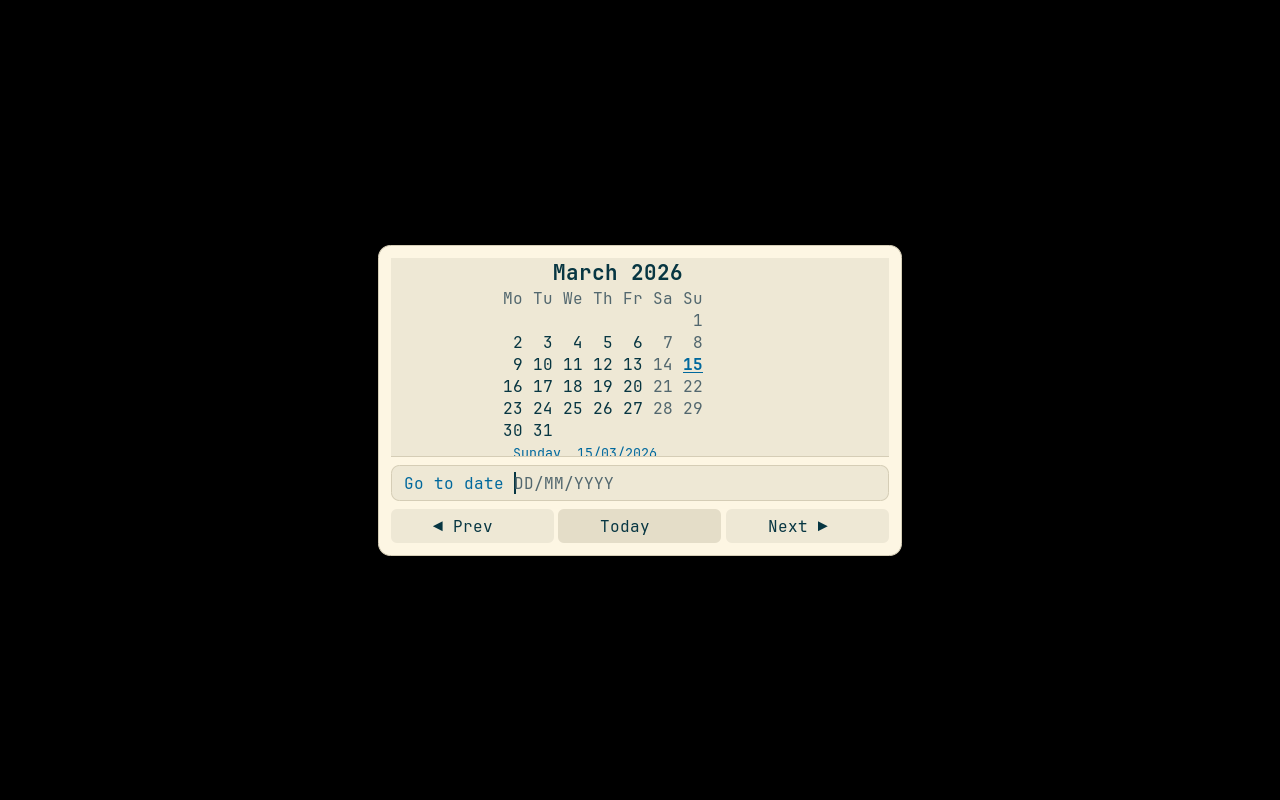 March 2026
Mo Tu We Th Fr Sa Su
1
2 3 4 5 6 7 8
9 10 11 12 13 14 15
16 17 18 19 20 21 22
23 24 25 26 27 28 29
30 31
Sunday 15/03/2026
Go to date DD/MM/YYYY
◀ Prev Today Next ▶